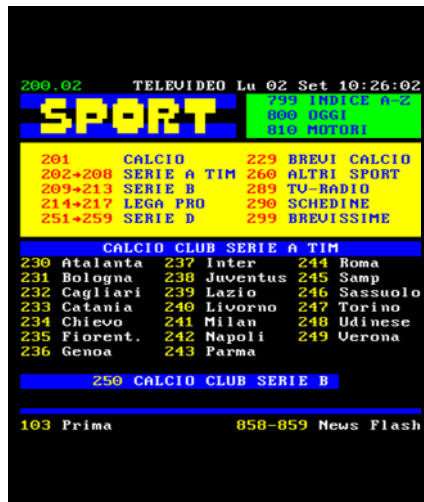 200.02 TELEVIDEO Lu 02 Set 10:26:02
SPORT
799 INDICE A-Z
800 OGGI
810 MOTORI
201 CALCIO 229 BREVI CALCIO
202→208 SERIE A TIM 260 ALTRI SPORT
209→213 SERIE B 289 TV-RADIO
214→217 LEGA PRO 290 SCHEDINE
251→259 SERIE D 299 BREVISSIME
CALCIO CLUB SERIE A TIM
230 Atalanta 237 Inter 244 Roma
231 Bologna 238 Juventus 245 Samp
232 Cagliari 239 Lazio 246 Sassuolo
233 Catania 240 Livorno 247 Torino
234 Chievo 241 Milan 248 Udinese
235 Fiorent. 242 Napoli 249 Verona
236 Genoa 243 Parma
250 CALCIO CLUB SERIE B
103 Prima 858-859 News Flash